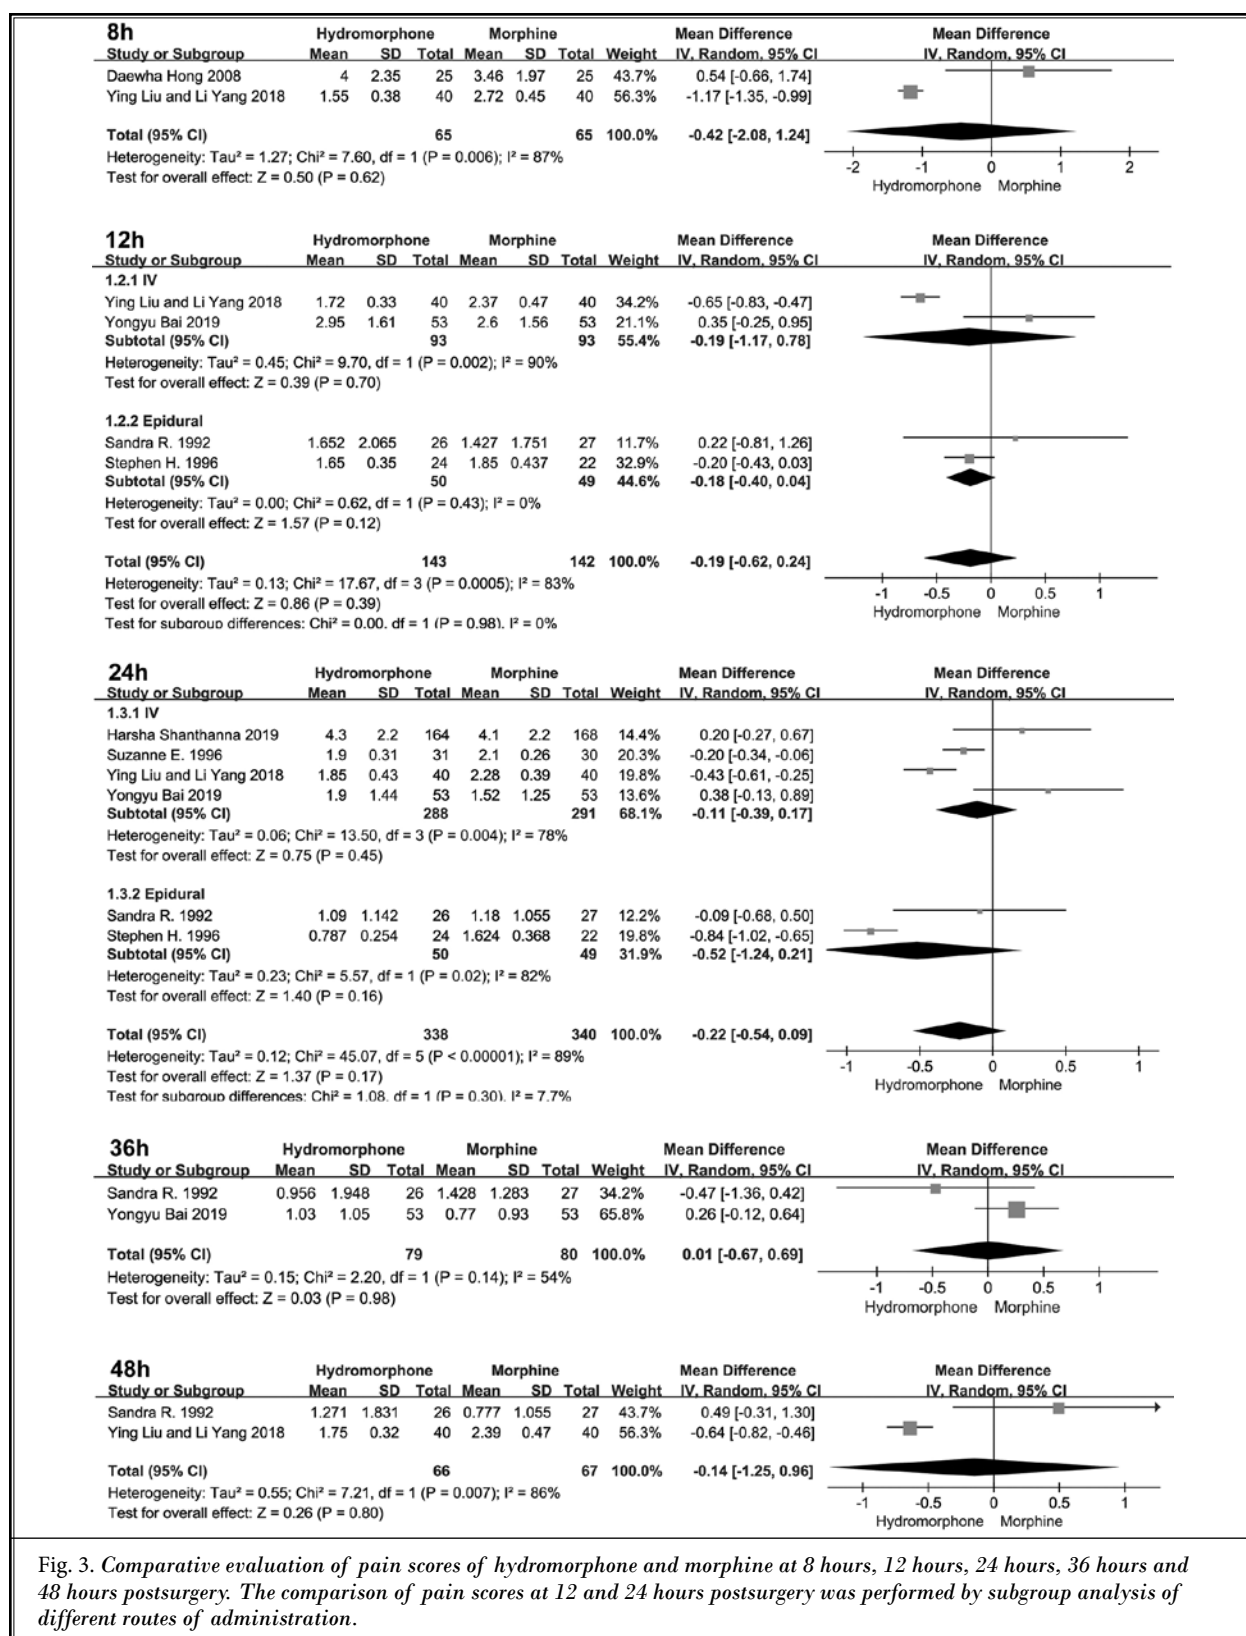 8h Hydromorphone Morphine Mean Difference Mean Difference
Study or Subgroup Mean SD Total Mean SD Total Weight IV, Random, 95% CI IV, Random, 95% CI
Daewha Hong 2008 4 2.35 25 3.46 1.97 25 43.7% 0.54 [-0.66, 1.74]
Ying Liu and Li Yang 2018 1.55 0.38 40 2.72 0.45 40 56.3% -1.17 [-1.35, -0.99]
Total (95% CI) 65 65 100.0% -0.42 [-2.08, 1.24]
Heterogeneity: Tau² = 1.27; Chi² = 7.60, df = 1 (P = 0.006); I² = 87%
Test for overall effect: Z = 0.50 (P = 0.62)
-2 -1 0 1 2
Hydromorphone Morphine
12h Hydromorphone Morphine Mean Difference Mean Difference
Study or Subgroup Mean SD Total Mean SD Total Weight IV, Random, 95% CI IV, Random, 95% CI
1.2.1 IV
Ying Liu and Li Yang 2018 1.72 0.33 40 2.37 0.47 40 34.2% -0.65 [-0.83, -0.47]
Yongyu Bai 2019 2.95 1.61 53 2.6 1.56 53 21.1% 0.35 [-0.25, 0.95]
Subtotal (95% CI) 93 93 55.4% -0.19 [-1.17, 0.78]
Heterogeneity: Tau² = 0.45; Chi² = 9.70, df = 1 (P = 0.002); I² = 90%
Test for overall effect: Z = 0.39 (P = 0.70)
1.2.2 Epidural
Sandra R. 1992 1.652 2.065 26 1.427 1.751 27 11.7% 0.22 [-0.81, 1.26]
Stephen H. 1996 1.65 0.35 24 1.85 0.437 22 32.9% -0.20 [-0.43, 0.03]
Subtotal (95% CI) 50 49 44.6% -0.18 [-0.40, 0.04]
Heterogeneity: Tau² = 0.00; Chi² = 0.62, df = 1 (P = 0.43); I² = 0%
Test for overall effect: Z = 1.57 (P = 0.12)
Total (95% CI) 143 142 100.0% -0.19 [-0.62, 0.24]
Heterogeneity: Tau² = 0.13; Chi² = 17.67, df = 3 (P = 0.0005); I² = 83%
Test for overall effect: Z = 0.86 (P = 0.39)
Test for subgroup differences: Chi² = 0.00, df = 1 (P = 0.98), I² = 0%
-1 -0.5 0 0.5 1
Hydromorphone Morphine
24h Hydromorphone Morphine Mean Difference Mean Difference
Study or Subgroup Mean SD Total Mean SD Total Weight IV, Random, 95% CI IV, Random, 95% CI
1.3.1 IV
Harsha Shanthanna 2019 4.3 2.2 164 4.1 2.2 168 14.4% 0.20 [-0.27, 0.67]
Suzanne E. 1996 1.9 0.31 31 2.1 0.26 30 20.3% -0.20 [-0.34, -0.06]
Ying Liu and Li Yang 2018 1.85 0.43 40 2.28 0.39 40 19.8% -0.43 [-0.61, -0.25]
Yongyu Bai 2019 1.9 1.44 53 1.52 1.25 53 13.6% 0.38 [-0.13, 0.89]
Subtotal (95% CI) 288 291 68.1% -0.11 [-0.39, 0.17]
Heterogeneity: Tau² = 0.06; Chi² = 13.50, df = 3 (P = 0.004); I² = 78%
Test for overall effect: Z = 0.75 (P = 0.45)
1.3.2 Epidural
Sandra R. 1992 1.09 1.142 26 1.18 1.055 27 12.2% -0.09 [-0.68, 0.50]
Stephen H. 1996 0.787 0.254 24 1.624 0.368 22 19.8% -0.84 [-1.02, -0.65]
Subtotal (95% CI) 50 49 31.9% -0.52 [-1.24, 0.21]
Heterogeneity: Tau² = 0.23; Chi² = 5.57, df = 1 (P = 0.02); I² = 82%
Test for overall effect: Z = 1.40 (P = 0.16)
Total (95% CI) 338 340 100.0% -0.22 [-0.54, 0.09]
Heterogeneity: Tau² = 0.12; Chi² = 45.07, df = 5 (P < 0.00001); I² = 89%
Test for overall effect: Z = 1.37 (P = 0.17)
Test for subgroup differences: Chi² = 1.08, df = 1 (P = 0.30), I² = 7.7%
-1 -0.5 0 0.5 1
Hydromorphone Morphine
36h Hydromorphone Morphine Mean Difference Mean Difference
Study or Subgroup Mean SD Total Mean SD Total Weight IV, Random, 95% CI IV, Random, 95% CI
Sandra R. 1992 0.956 1.948 26 1.428 1.283 27 34.2% -0.47 [-1.36, 0.42]
Yongyu Bai 2019 1.03 1.05 53 0.77 0.93 53 65.8% 0.26 [-0.12, 0.64]
Total (95% CI) 79 80 100.0% 0.01 [-0.67, 0.69]
Heterogeneity: Tau² = 0.15; Chi² = 2.20, df = 1 (P = 0.14); I² = 54%
Test for overall effect: Z = 0.03 (P = 0.98)
-1 -0.5 0 0.5 1
Hydromorphone Morphine
48h Hydromorphone Morphine Mean Difference Mean Difference
Study or Subgroup Mean SD Total Mean SD Total Weight IV, Random, 95% CI IV, Random, 95% CI
Sandra R. 1992 1.271 1.831 26 0.777 1.055 27 43.7% 0.49 [-0.31, 1.30]
Ying Liu and Li Yang 2018 1.75 0.32 40 2.39 0.47 40 56.3% -0.64 [-0.82, -0.46]
Total (95% CI) 66 67 100.0% -0.14 [-1.25, 0.96]
Heterogeneity: Tau² = 0.55; Chi² = 7.21, df = 1 (P = 0.007); I² = 86%
Test for overall effect: Z = 0.26 (P = 0.80)
-1 -0.5 0 0.5 1
Hydromorphone Morphine
Fig. 3. Comparative evaluation of pain scores of hydromorphone and morphine at 8 hours, 12 hours, 24 hours, 36 hours and
48 hours postsurgery. The comparison of pain scores at 12 and 24 hours postsurgery was performed by subgroup analysis of
different routes of administration.